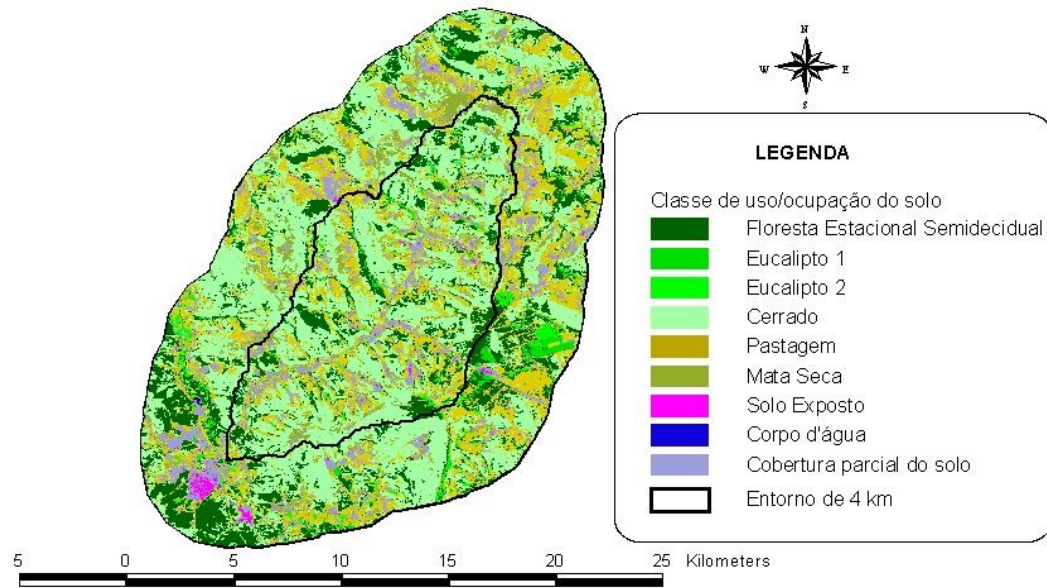 N
W E
S
LEGENDA
Classe de uso/ocupação do solo
Floresta Estacional Semidecidual
Eucalipto 1
Eucalipto 2
Cerrado
Pastagem
Mata Seca
Solo Exposto
Corpo d'água
Cobertura parcial do solo
Entorno de 4 km
5 0 5 10 15 20 25 Kilometers